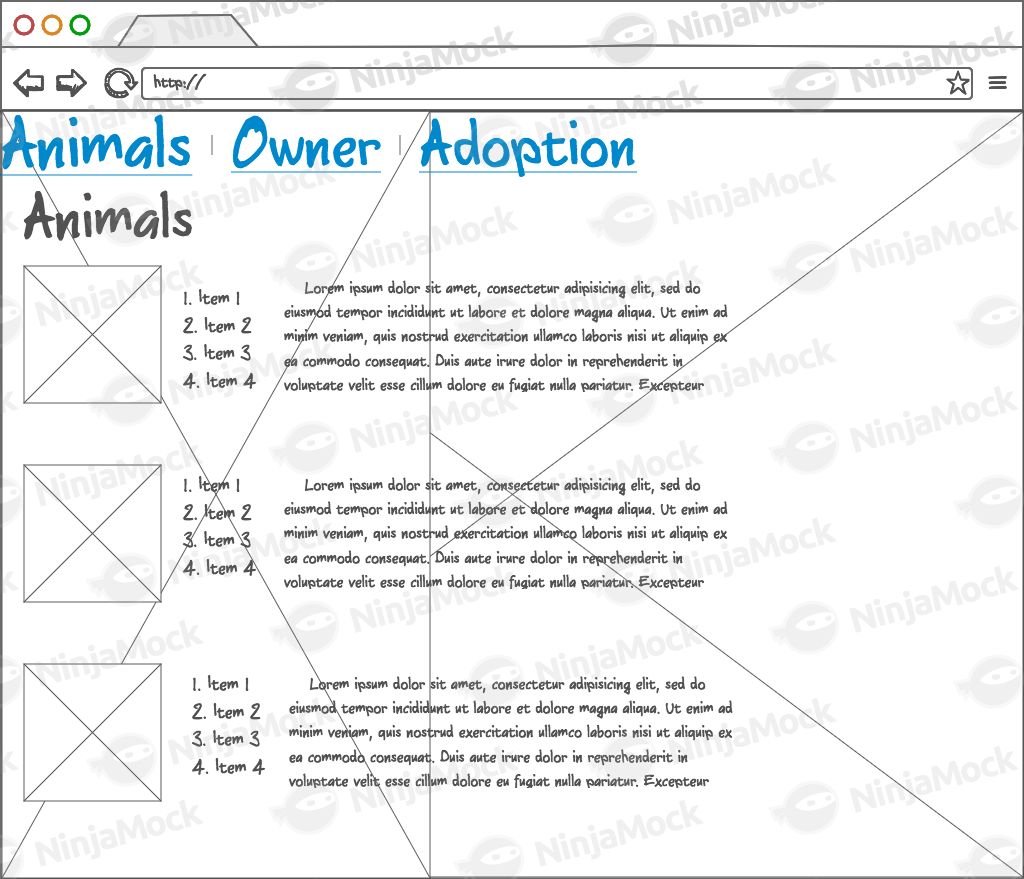 http://
Animals | Owner | Adoption
Animals
1. Item 1
2. Item 2
3. Item 3
4. Item 4
Lorem ipsum dolor sit amet, consectetur adipisicing elit, sed do
eiusmod tempor incididunt ut labore et dolore magna aliqua. Ut enim ad
minim veniam, quis nostrud exercitation ullamco laboris nisi ut aliquip ex
ea commodo consequat. Duis aute irure dolor in reprehenderit in
voluptate velit esse cillum dolore eu fugiat nulla pariatur. Excepteur
1. Item 1
2. Item 2
3. Item 3
4. Item 4
Lorem ipsum dolor sit amet, consectetur adipisicing elit, sed do
eiusmod tempor incididunt ut labore et dolore magna aliqua. Ut enim ad
minim veniam, quis nostrud exercitation ullamco laboris nisi ut aliquip ex
ea commodo consequat. Duis aute irure dolor in reprehenderit in
voluptate velit esse cillum dolore eu fugiat nulla pariatur. Excepteur
1. Item 1
2. Item 2
3. Item 3
4. Item 4
Lorem ipsum dolor sit amet, consectetur adipisicing elit, sed do
eiusmod tempor incididunt ut labore et dolore magna aliqua. Ut enim ad
minim veniam, quis nostrud exercitation ullamco laboris nisi ut aliquip ex
ea commodo consequat. Duis aute irure dolor in reprehenderit in
voluptate velit esse cillum dolore eu fugiat nulla pariatur. Excepteur
NinjaMock